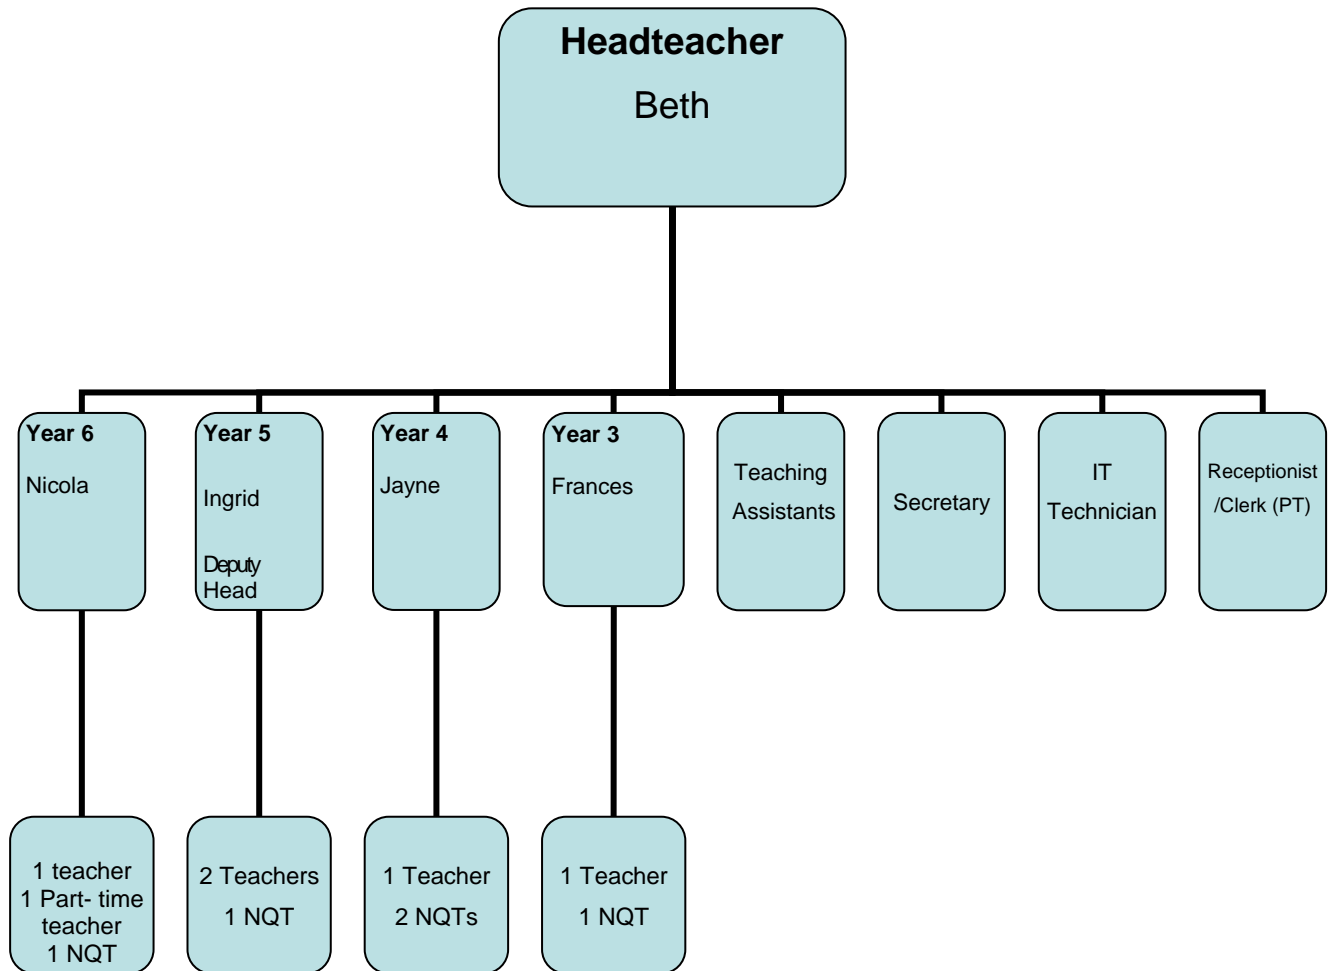 Headteacher
Beth
Year 6
Nicola
Year 5
Ingrid
Deputy
Head
Year 4
Jayne
Year 3
Frances
Teaching
Assistants
Secretary
IT
Technician
Receptionist
/Clerk (PT)
1 teacher
1 Part- time
teacher
1 NQT
2 Teachers
1 NQT
1 Teacher
2 NQTs
1 Teacher
1 NQT